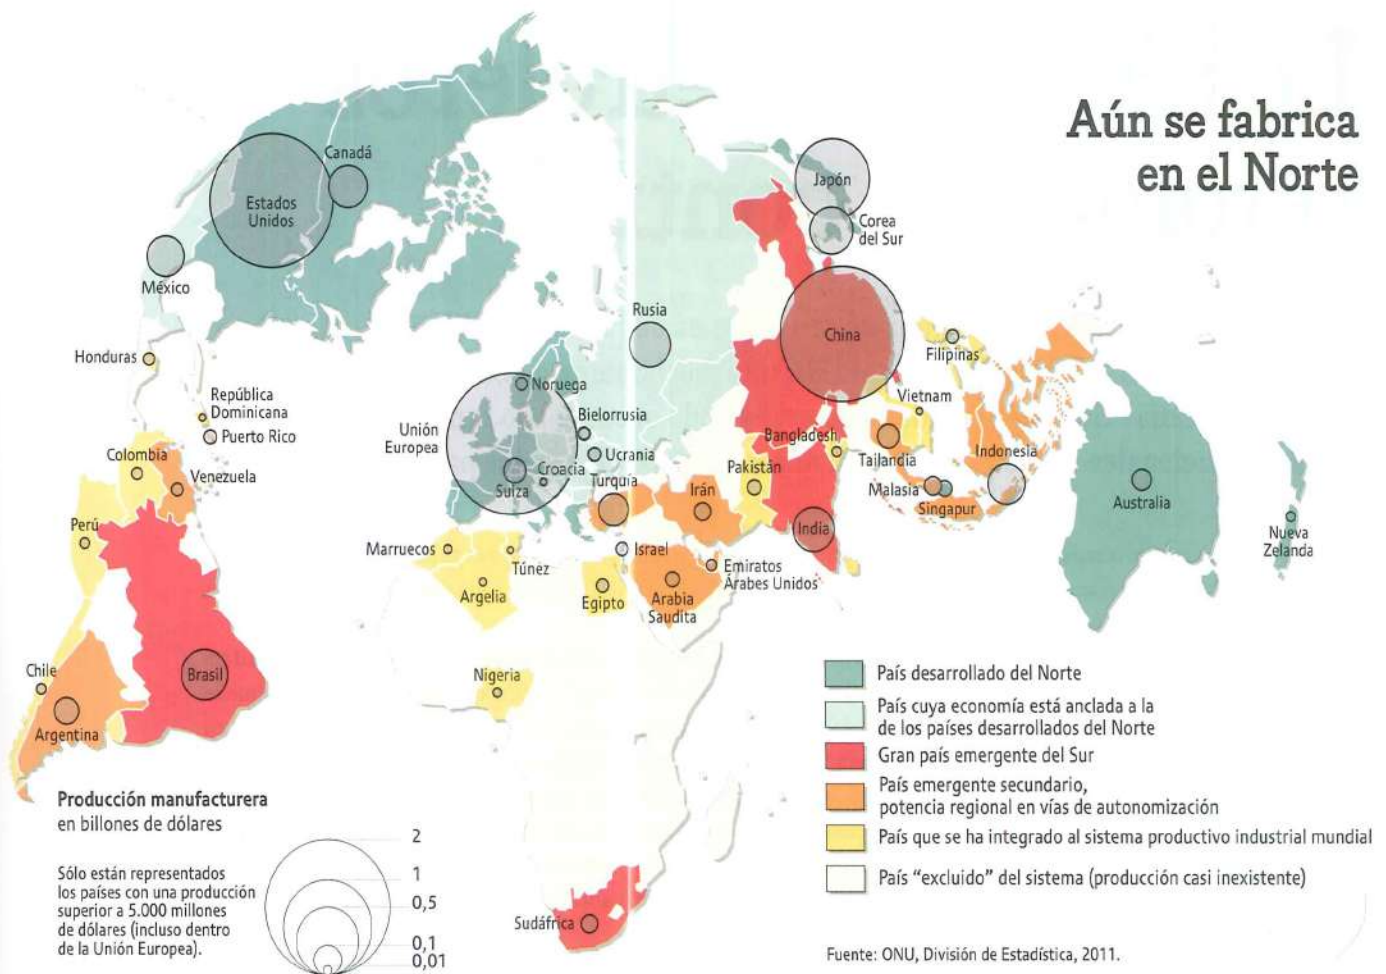 Aún se fabrica
en el Norte
Canadá
Estados
Unidos
México
Honduras
República
Dominicana
Puerto Rico
Colombia
Venezuela
Perú
Chile
Argentina
Brasil
Japón
Corea
del Sur
Rusia
China
Filipinas
Vietnam
Noruega
Unión
Europea
Bielorrusia
Ucrania
Croacia
Suiza
Turquía
Bangladesh
Pakistán
Irán
Tailandia
Indonesia
Malasia
Singapur
India
Australia
Nueva
Zelanda
Marruecos
Túnez
Argelia
Israel
Egipto
Emiratos
Árabes Unidos
Arabia
Saudita
Nigeria
Sudáfrica
Producción manufacturera
en billones de dólares
Sólo están representados
los países con una producción
superior a 5.000 millones
de dólares (incluso dentro
de la Unión Europea).
2
1
0,5
0,1
0,01
País desarrollado del Norte
País cuya economía está anclada a la
de los países desarrollados del Norte
Gran país emergente del Sur
País emergente secundario,
potencia regional en vías de autonomización
País que se ha integrado al sistema productivo industrial mundial
País “excluido” del sistema (producción casi inexistente)
Fuente: ONU, División de Estadística, 2011.